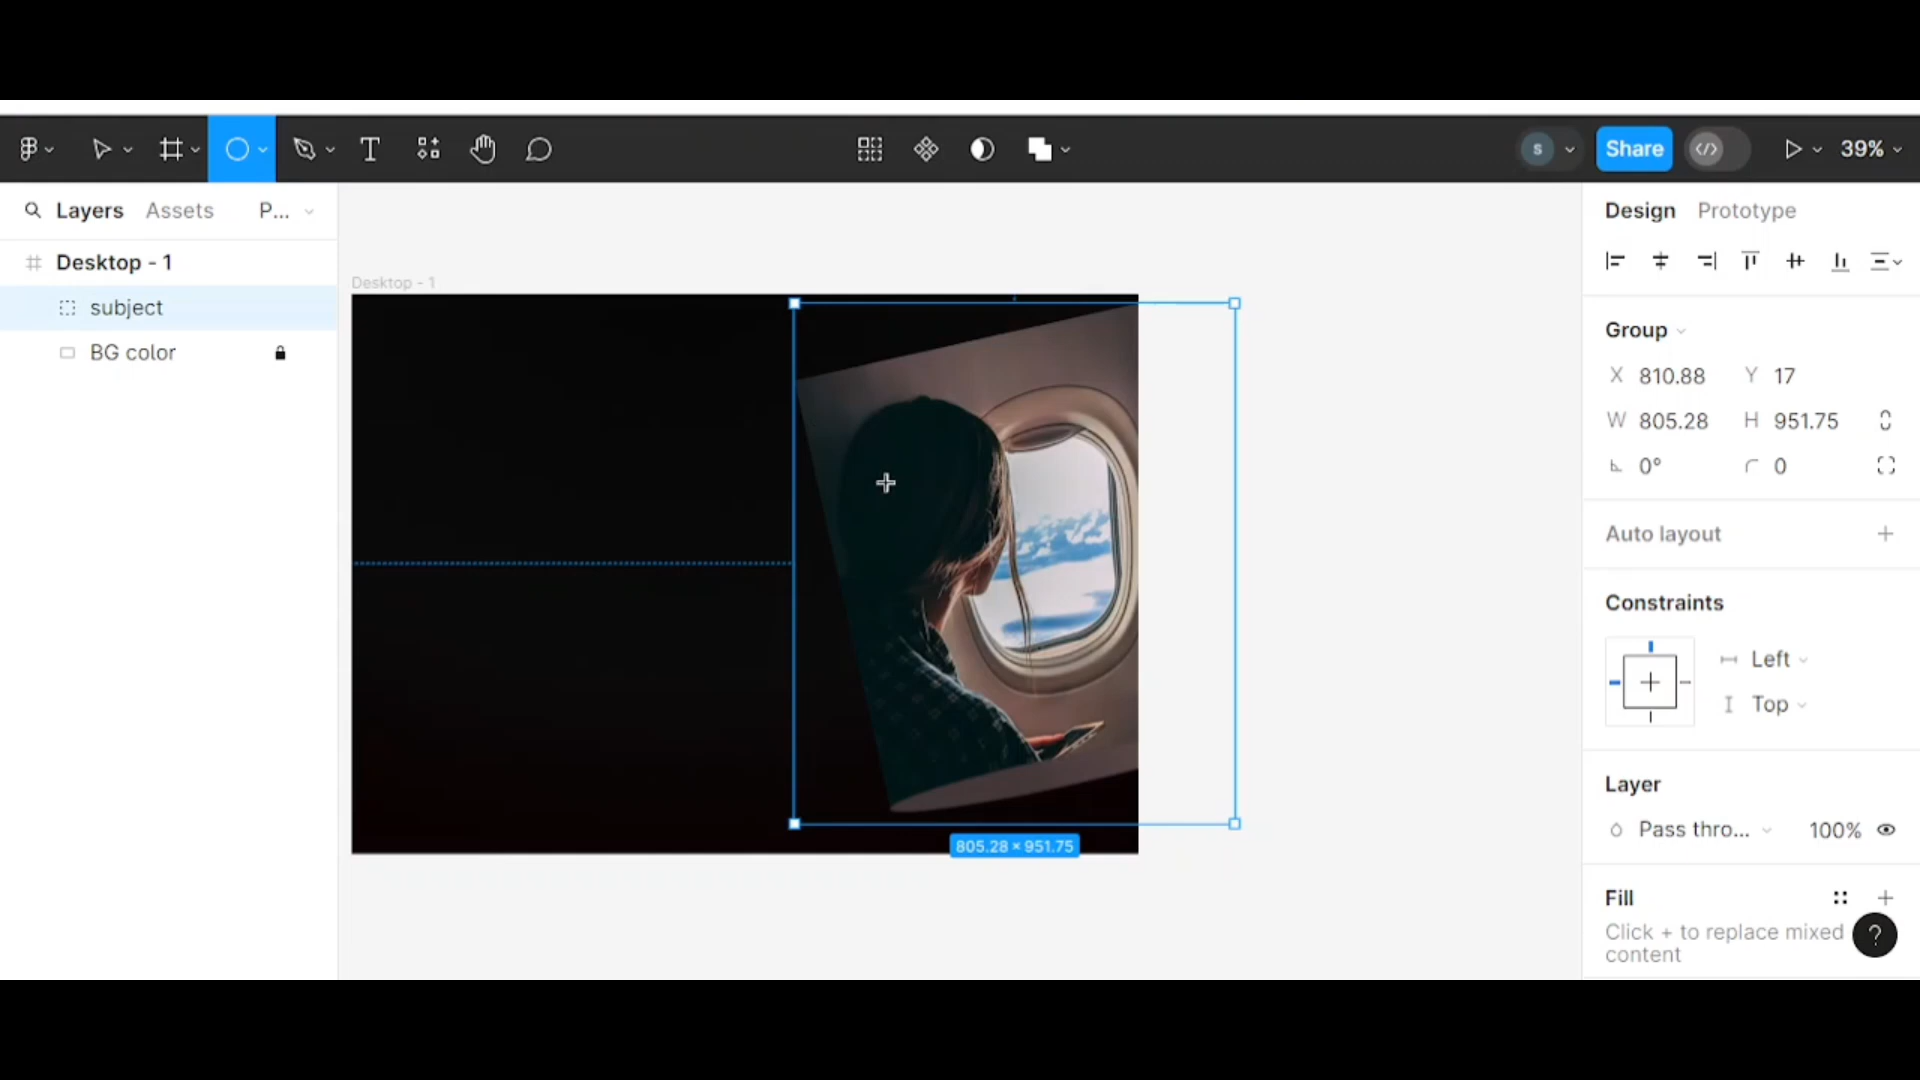 T
S
Share
39%
Layers
Assets
P...
Design
Prototype
Desktop - 1
subject
BG color
Desktop - 1
805.28 × 951.75
Group
X 810.88 Y 17
W 805.28 H 951.75
0° 0
Auto layout
Constraints
Left
Top
Layer
Pass thro... 100%
Fill
Click + to replace mixed
content
?